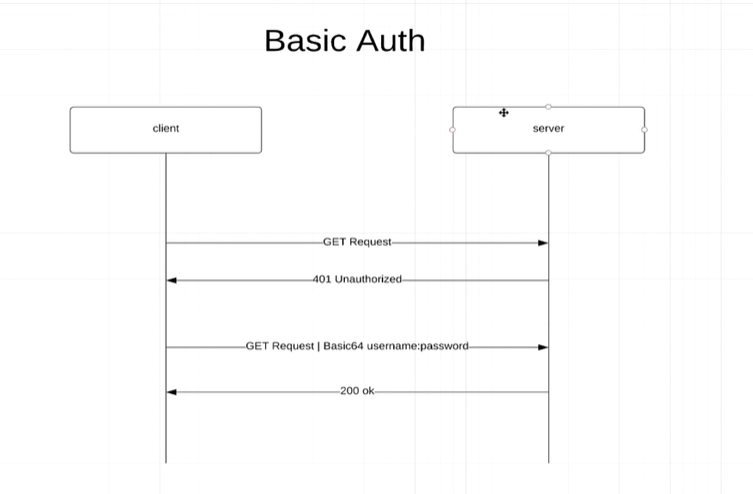 Basic Auth
client
server
GET Request
401 Unauthorized
GET Request | Basic64 username:password
200 ok